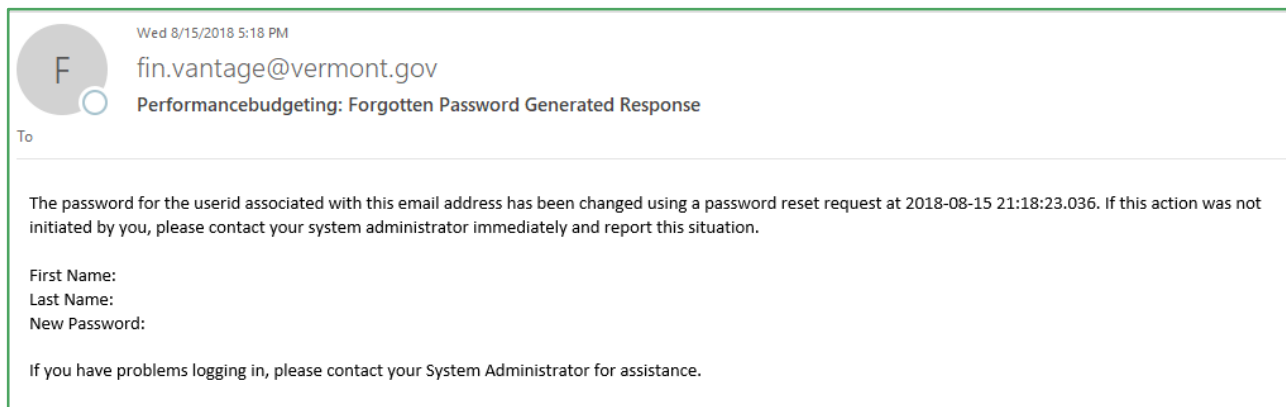 Wed 8/15/2018 5:18 PM
F
fin.vantage@vermont.gov
Performancebudgeting: Forgotten Password Generated Response
To
The password for the userid associated with this email address has been changed using a password reset request at 2018-08-15 21:18:23.036. If this action was not
initiated by you, please contact your system administrator immediately and report this situation.
First Name:
Last Name:
New Password:
If you have problems logging in, please contact your System Administrator for assistance.